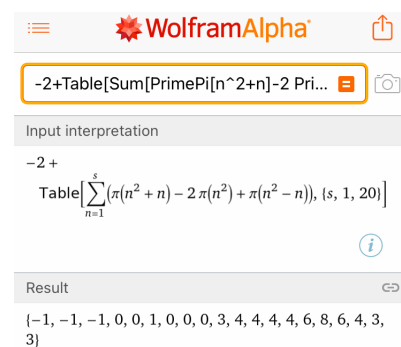 WolframAlpha
-2+Table[Sum[PrimePi[n^2+n]-2 Pri...
Input interpretation
−2 +
Table[∑_{n=1}^{s} (π(n² + n) − 2 π(n²) + π(n² − n)), {s, 1, 20}]
Result
{−1, −1, −1, 0, 0, 1, 0, 0, 0, 3, 4, 4, 4, 4, 6, 8, 6, 4, 3,
3}